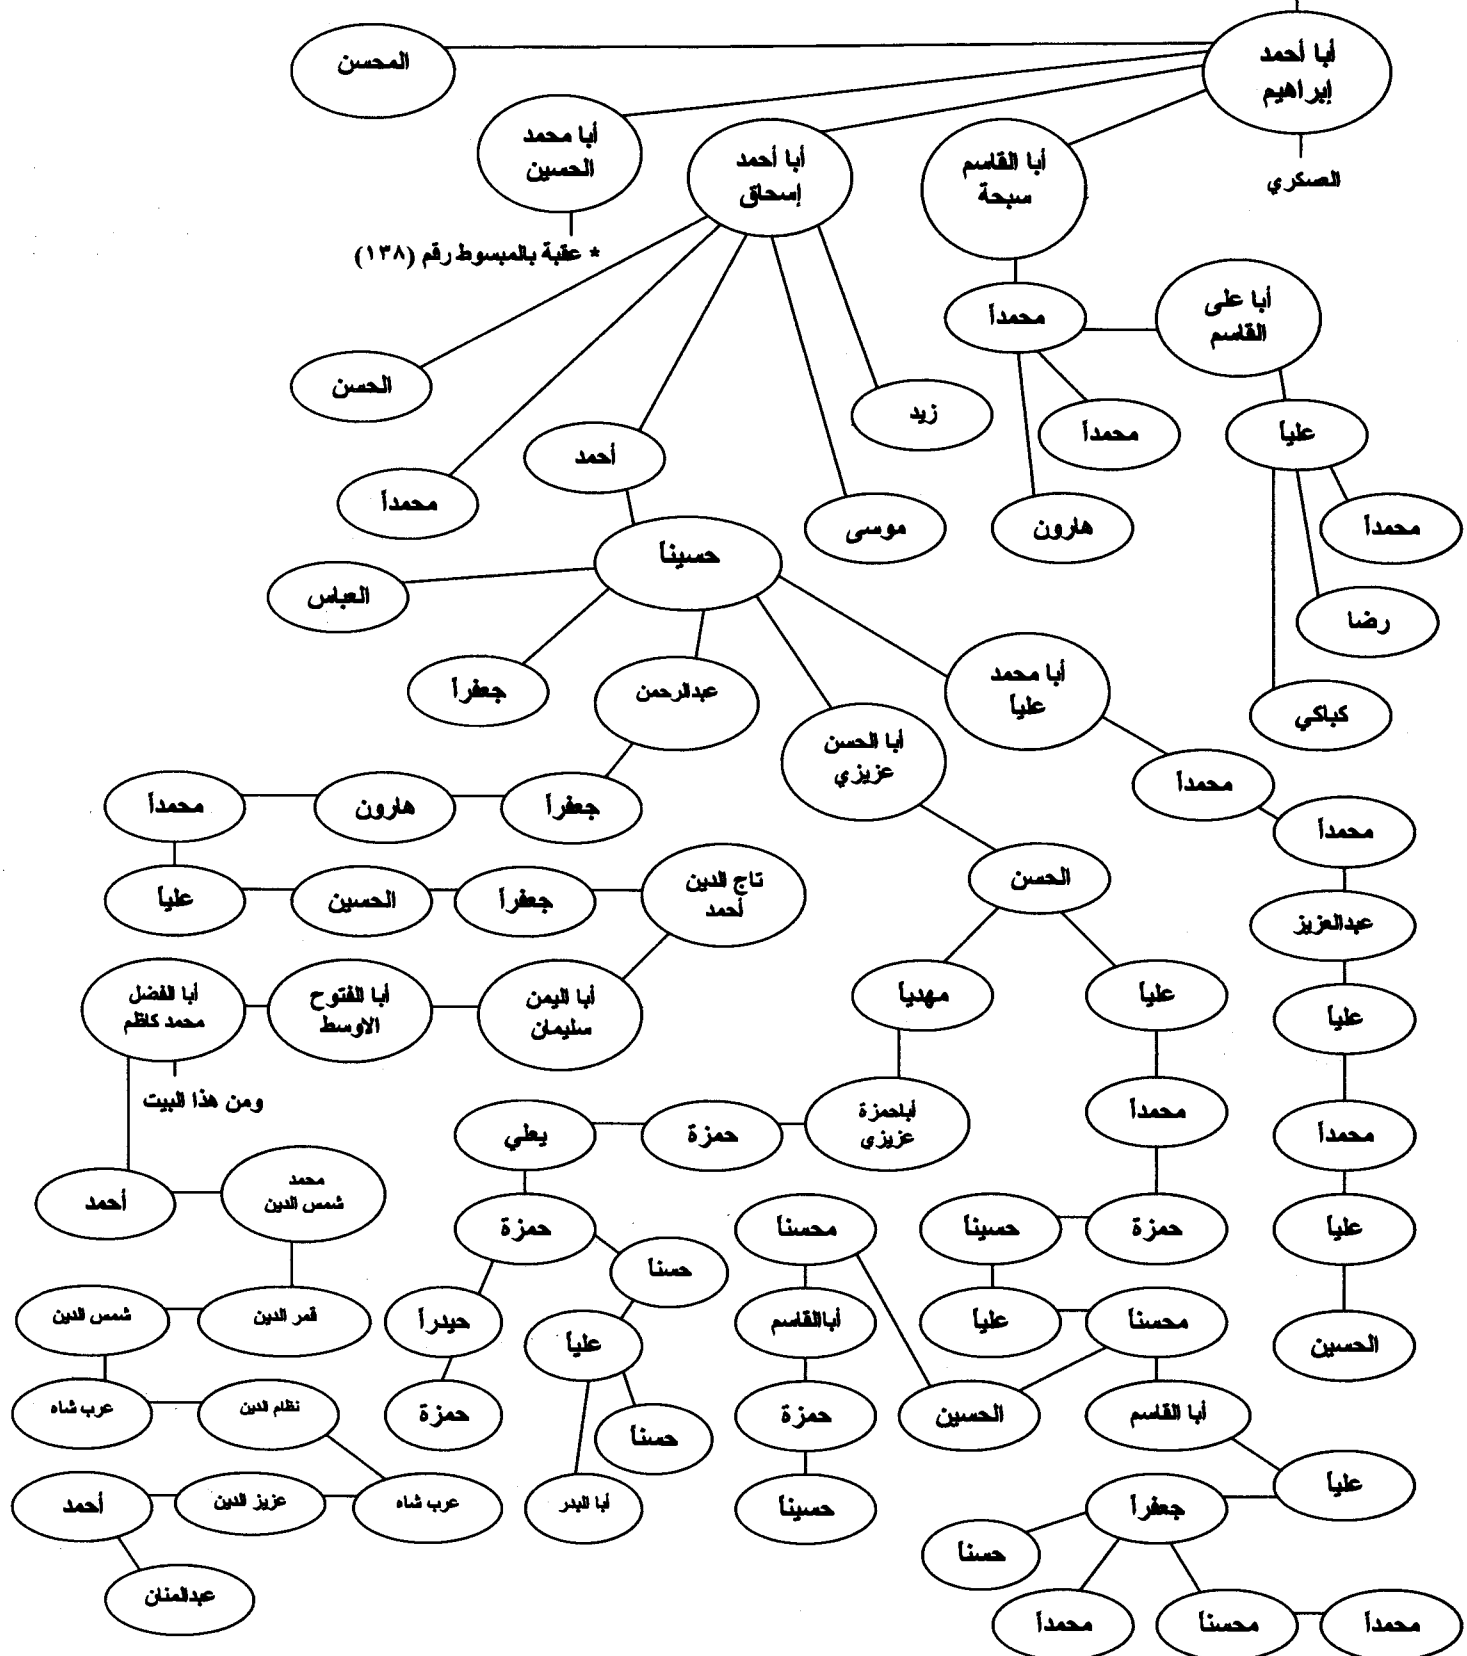 أبا أحمد
إبراهيم
العسكري
المحسن
أبا محمد
الحسين
* عقبة بالمبسوط رقم (١٣٨)
أبا أحمد
إسحاق
أبا القاسم
سبحة
محمداً
أبا على
القاسم
علياً
محمداً
رضا
كباكي
محمداً
هارون
زيد
موسى
أحمد
محمداً
الحسن
حسيناً
العباس
جعفراً
عبدالرحمن
أبا الحسن
عزيزي
أبا محمد
علياً
محمداً
محمداً
عبدالعزيز
علياً
محمداً
علياً
الحسين
الحسن
مهدياً
علياً
محمداً
حمزة
حسيناً
علياً
محسناً
الحسين
أبا القاسم
علياً
جعفراً
حسناً
محمداً
محسناً
محمداً
محسناً
أباالقاسم
حمزة
حسيناً
أباحمزة
عزيزي
حمزة
يعلي
حمزة
حسناً
حيدراً
حمزة
علياً
حسناً
أبا البدر
جعفراً
هارون
محمداً
علياً
الحسين
جعفراً
تاج الدين
أحمد
أبا اليمن
سليمان
أبا الفتوح
الاوسط
أبا الفضل
محمد كاظم
ومن هذا البيت
أحمد
محمد
شمس الدين
قمر الدين
شمس الدين
عرب شاه
نظام الدين
عرب شاه
عزيز الدين
أحمد
عبدالمنان